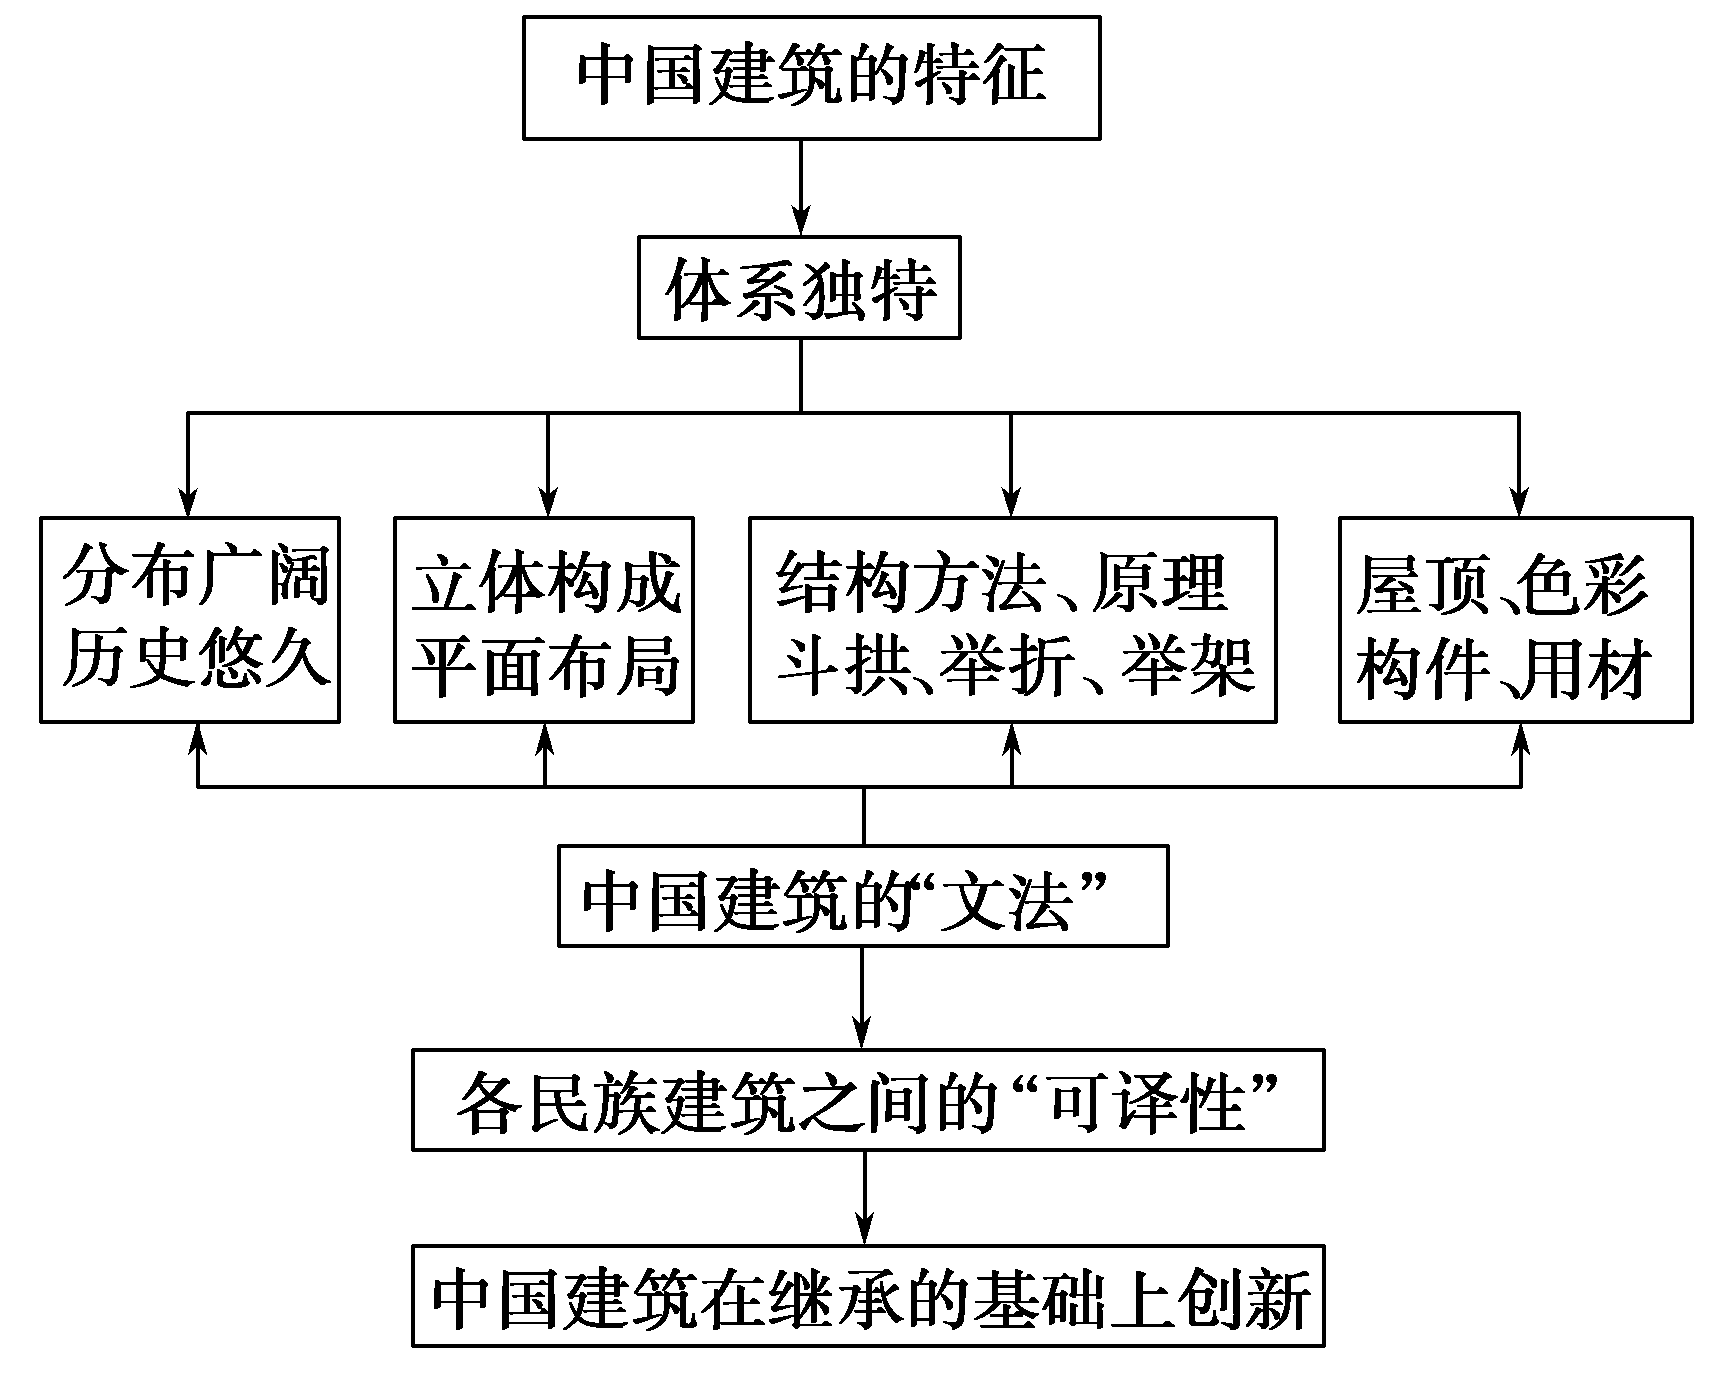 中国建筑的特征
体系独特
分布广阔
历史悠久
立体构成
平面布局
结构方法、原理
斗拱、举折、举架
屋顶、色彩
构件、用材
中国建筑的“文法”
各民族建筑之间的“可译性”
中国建筑在继承的基础上创新